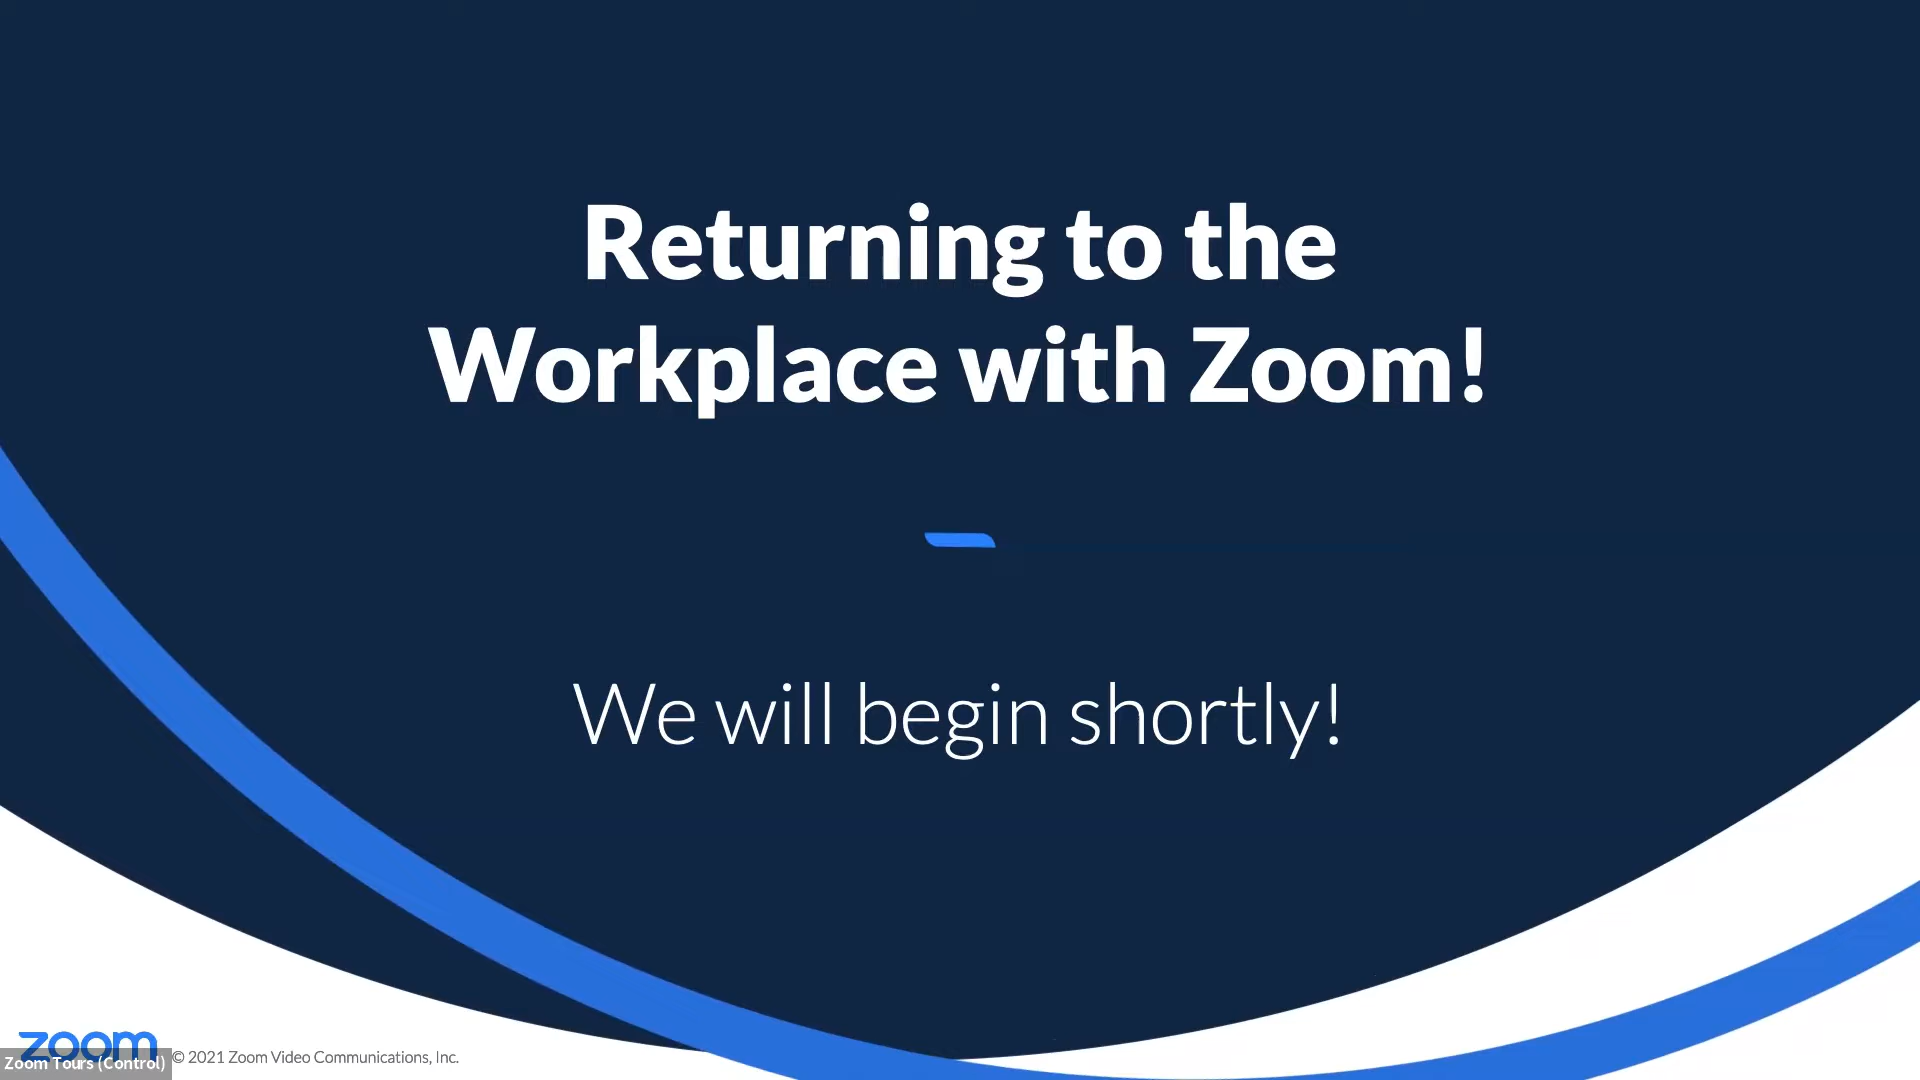 Returning to the
Workplace with Zoom!
We will begin shortly!
zoom
© 2021 Zoom Video Communications, Inc.
Zoom Tours (Control)